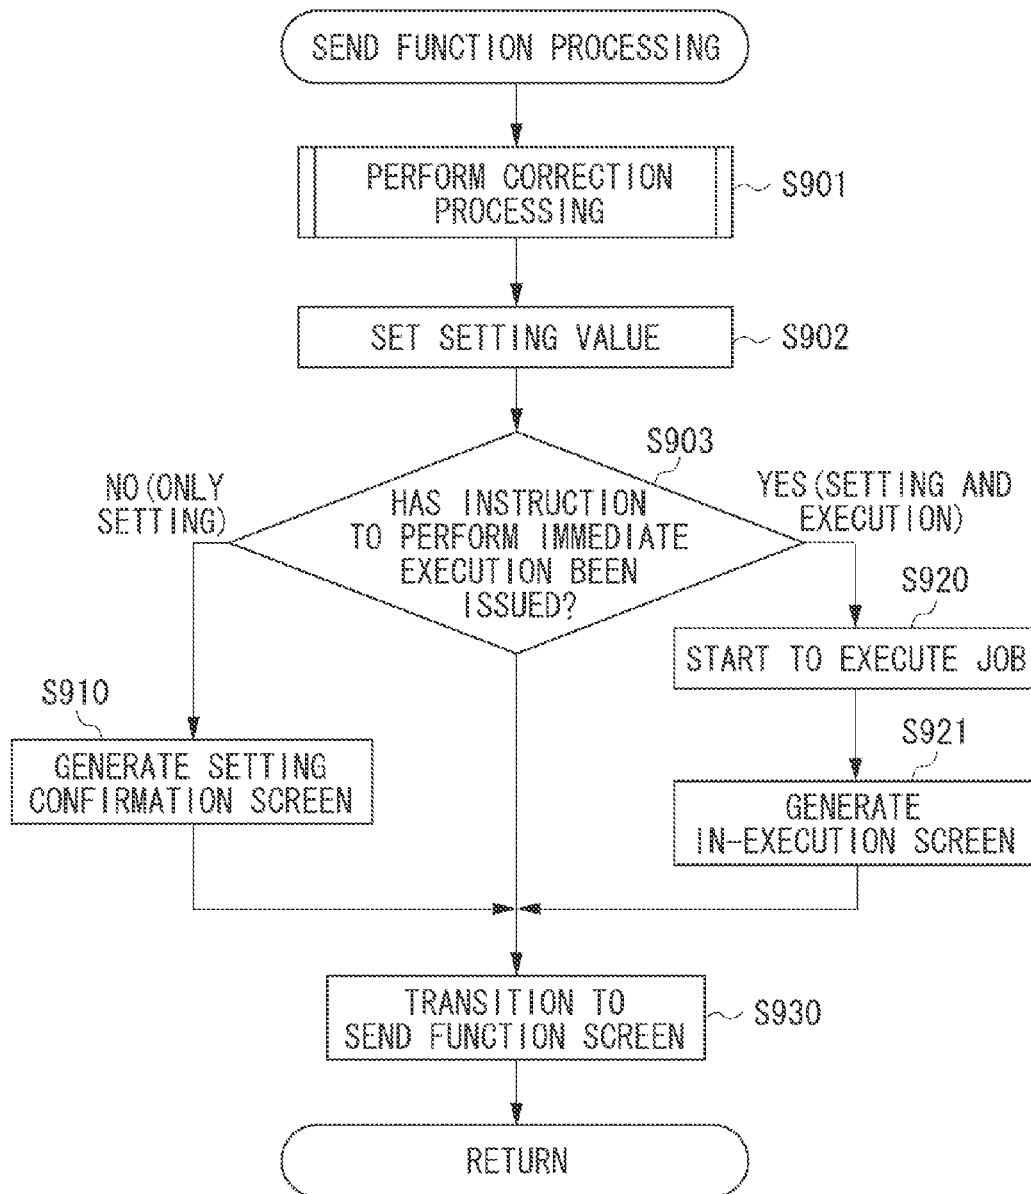 SEND FUNCTION PROCESSING
PERFORM CORRECTION
PROCESSING
S901
SET SETTING VALUE
S902
S903
NO(ONLY
SETTING)
HAS INSTRUCTION
TO PERFORM IMMEDIATE
EXECUTION BEEN
ISSUED?
YES(SETTING AND
EXECUTION)
S920
START TO EXECUTE JOB
S910
GENERATE SETTING
CONFIRMATION SCREEN
S921
GENERATE
IN-EXECUTION SCREEN
TRANSITION TO
SEND FUNCTION SCREEN
S930
RETURN